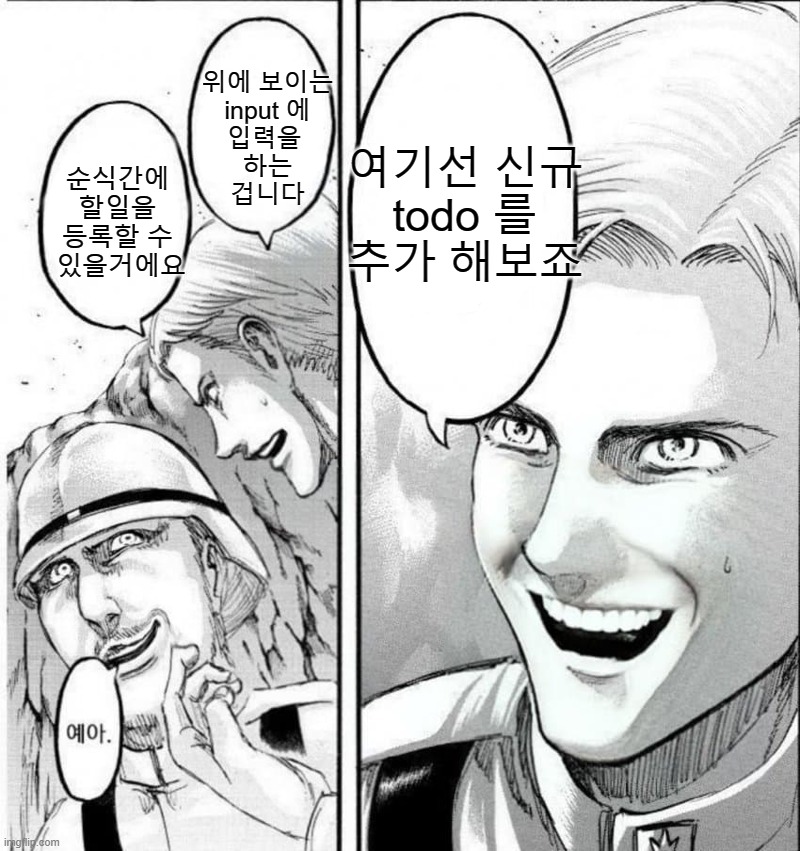 여기선 신규
todo 를
추가 해보죠
위에 보이는
input 에
입력을
하는
겁니다
순식간에
할일을
등록할 수
있을거에요
예아.
imgflip.com